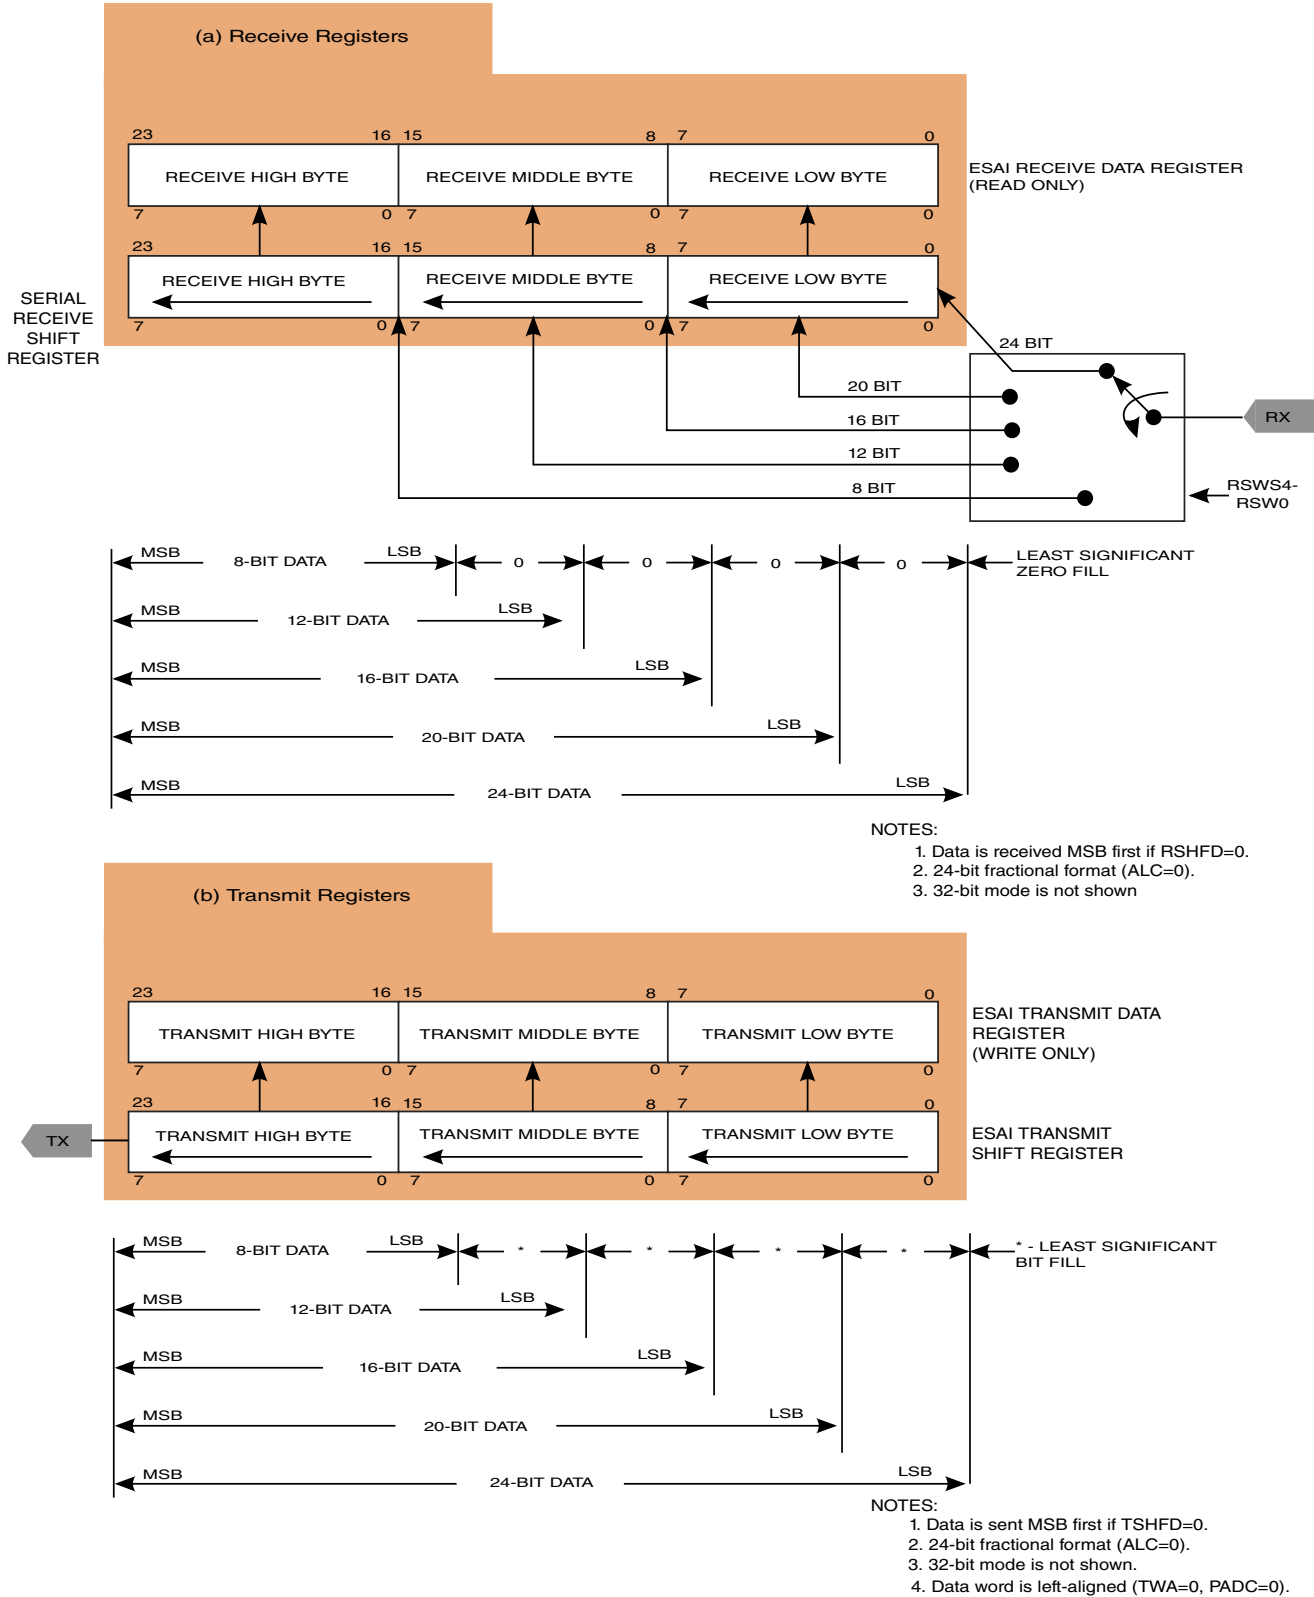 (a) Receive Registers
23 16 15 8 7 0
RECEIVE HIGH BYTE RECEIVE MIDDLE BYTE RECEIVE LOW BYTE
ESAI RECEIVE DATA REGISTER
(READ ONLY)
7 0 7 0 7 0
23 16 15 8 7 0
RECEIVE HIGH BYTE RECEIVE MIDDLE BYTE RECEIVE LOW BYTE
7 0 7 0 7 0
SERIAL
RECEIVE
SHIFT
REGISTER
24 BIT
20 BIT
16 BIT
12 BIT
8 BIT
RX
RSWS4-
RSW0
MSB 8-BIT DATA LSB 0 0 0 0
LEAST SIGNIFICANT
ZERO FILL
MSB 12-BIT DATA LSB
MSB 16-BIT DATA LSB
MSB 20-BIT DATA LSB
MSB 24-BIT DATA LSB
NOTES:
1. Data is received MSB first if RSHFD=0.
2. 24-bit fractional format (ALC=0).
3. 32-bit mode is not shown
(b) Transmit Registers
23 16 15 8 7 0
TRANSMIT HIGH BYTE TRANSMIT MIDDLE BYTE TRANSMIT LOW BYTE
ESAI TRANSMIT DATA
REGISTER
(WRITE ONLY)
7 0 7 0 7 0
23 16 15 8 7 0
TX
TRANSMIT HIGH BYTE TRANSMIT MIDDLE BYTE TRANSMIT LOW BYTE
ESAI TRANSMIT
SHIFT REGISTER
7 0 7 0 7 0
MSB 8-BIT DATA LSB * * * *
* - LEAST SIGNIFICANT
BIT FILL
MSB 12-BIT DATA LSB
MSB 16-BIT DATA LSB
MSB 20-BIT DATA LSB
MSB 24-BIT DATA LSB
NOTES:
1. Data is sent MSB first if TSHFD=0.
2. 24-bit fractional format (ALC=0).
3. 32-bit mode is not shown.
4. Data word is left-aligned (TWA=0, PADC=0).